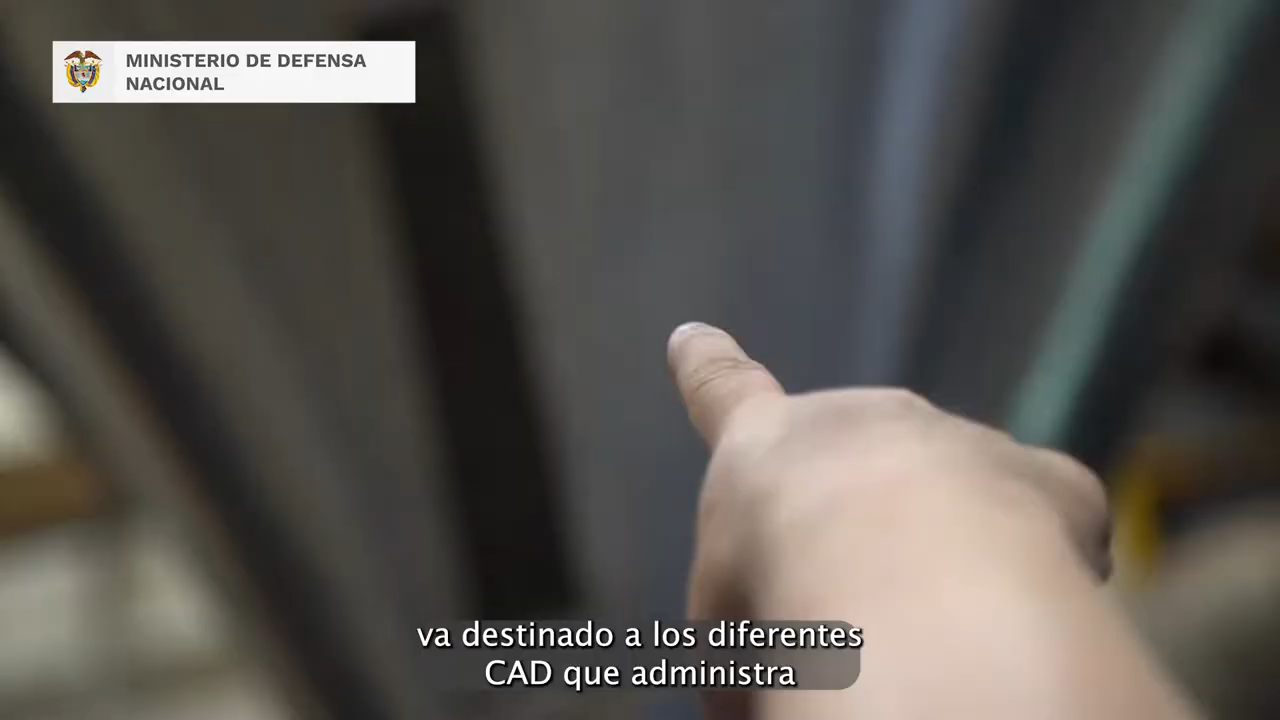 MINISTERIO DE DEFENSA
NACIONAL
va destinado a los diferentes
CAD que administra